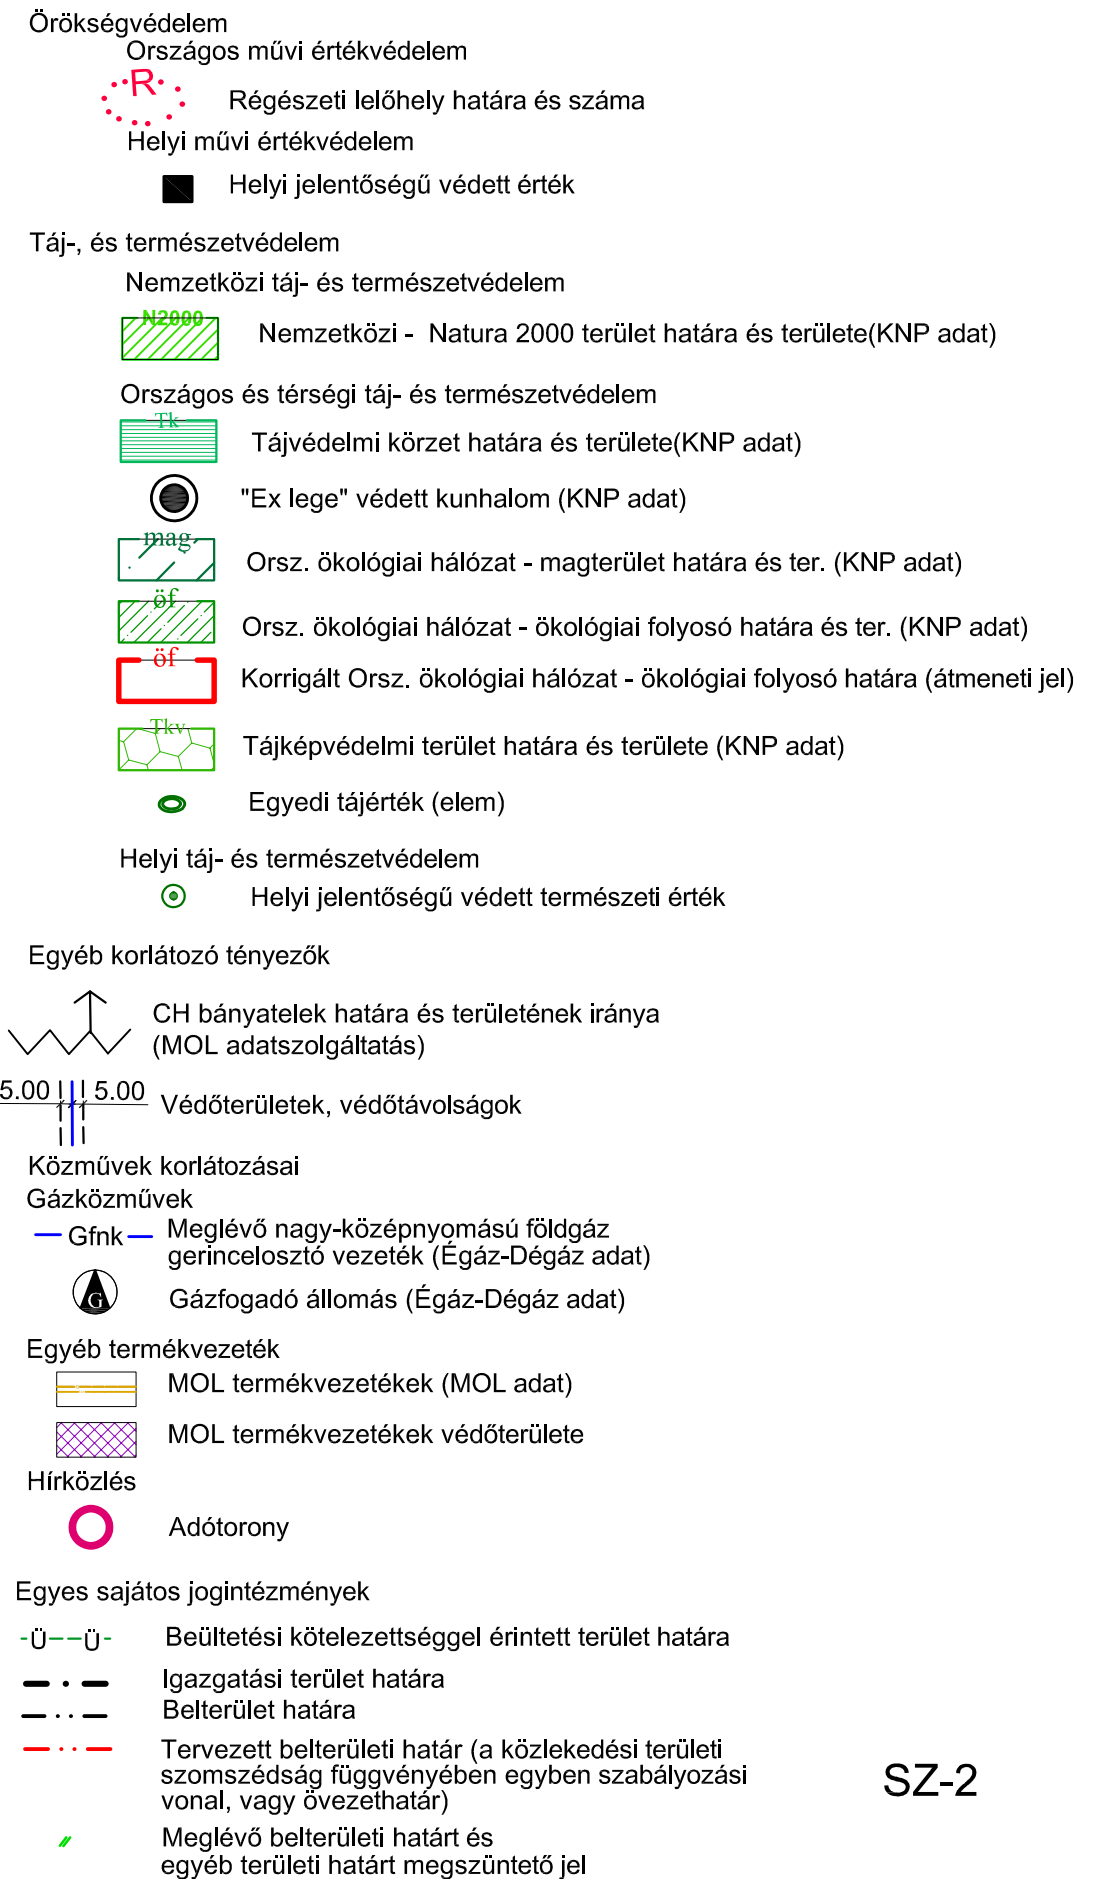 Örökségvédelem
Országos művi értékvédelem
R
Régészeti lelőhely határa és száma
Helyi művi értékvédelem
Helyi jelentőségű védett érték
Táj-, és természetvédelem
Nemzetközi táj- és természetvédelem
N2000
Nemzetközi - Natura 2000 terület határa és területe(KNP adat)
Országos és térségi táj- és természetvédelem
Tk
Tájvédelmi körzet határa és területe(KNP adat)
"Ex lege" védett kunhalom (KNP adat)
mag
Orsz. ökológiai hálózat - magterület határa és ter. (KNP adat)
öf
Orsz. ökológiai hálózat - ökológiai folyosó határa és ter. (KNP adat)
öf
Korrigált Orsz. ökológiai hálózat - ökológiai folyosó határa (átmeneti jel)
Tkv
Tájképvédelmi terület határa és területe (KNP adat)
Egyedi tájérték (elem)
Helyi táj- és természetvédelem
Helyi jelentőségű védett természeti érték
Egyéb korlátozó tényezők
CH bányatelek határa és területének iránya
(MOL adatszolgáltatás)
5.00 5.00
Védőterületek, védőtávolságok
Közművek korlátozásai
Gázközművek
Gfnk
Meglévő nagy-középnyomású földgáz
gerincelosztó vezeték (Égáz-Dégáz adat)
G
Gázfogadó állomás (Égáz-Dégáz adat)
Egyéb termékvezeték
MOL termékvezetékek (MOL adat)
MOL termékvezetékek védőterülete
Hírközlés
Adótorony
Egyes sajátos jogintézmények
-Ü--Ü-
Beültetési kötelezettséggel érintett terület határa
Igazgatási terület határa
Belterület határa
Tervezett belterületi határ (a közlekedési területi
szomszédság függvényében egyben szabályozási
vonal, vagy övezethatár)
SZ-2
Meglévő belterületi határt és
egyéb területi határt megszüntető jel